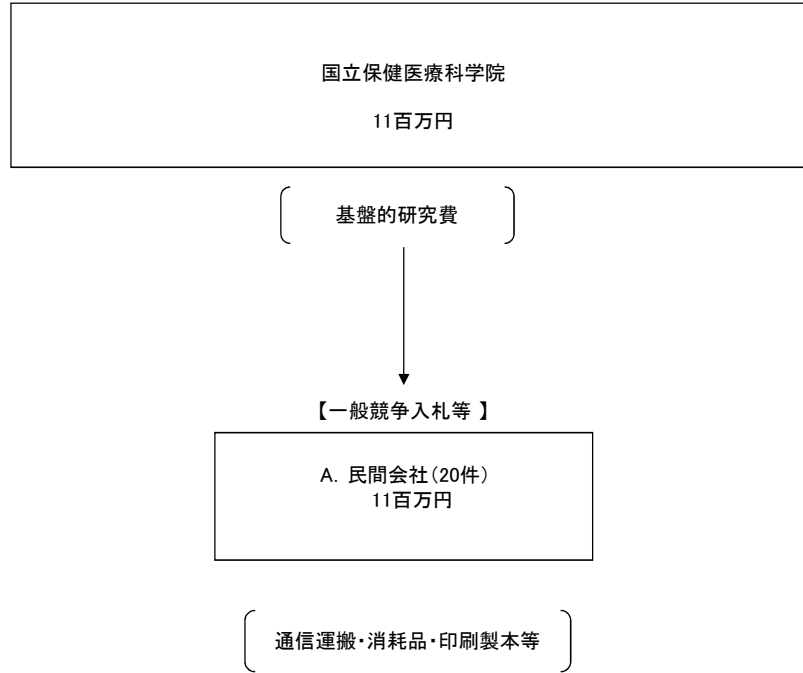 国立保健医療科学院
11百万円
基盤的研究費
【一般競争入札等 】
A. 民間会社(20件)
11百万円
通信運搬・消耗品・印刷製本等